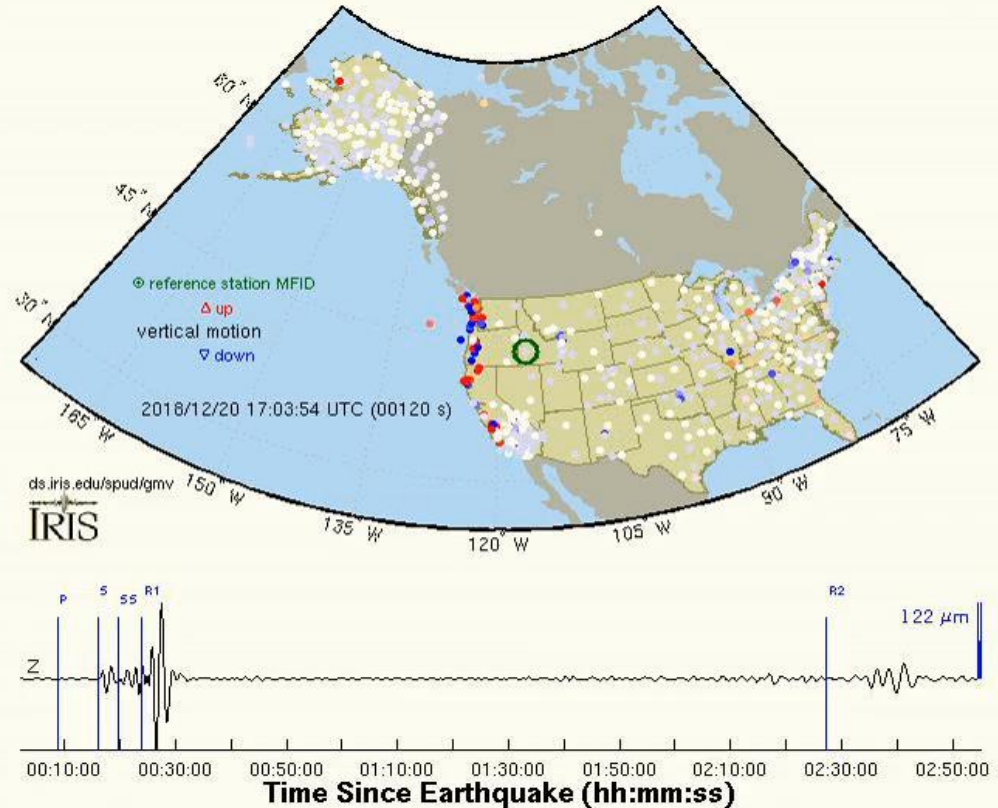 60° N
45° N
30° N
reference station MFID
△ up
vertical motion
▽ down
2018/12/20 17:03:54 UTC (00120 s)
165° W
150° W
135° W
120° W
105° W
90° W
75° W
ds.iris.edu/spud/gmv
IRIS
P S SS R1 R2
122 μm
Z
00:10:00 00:30:00 00:50:00 01:10:00 01:30:00 01:50:00 02:10:00 02:30:00 02:50:00
Time Since Earthquake (hh:mm:ss)